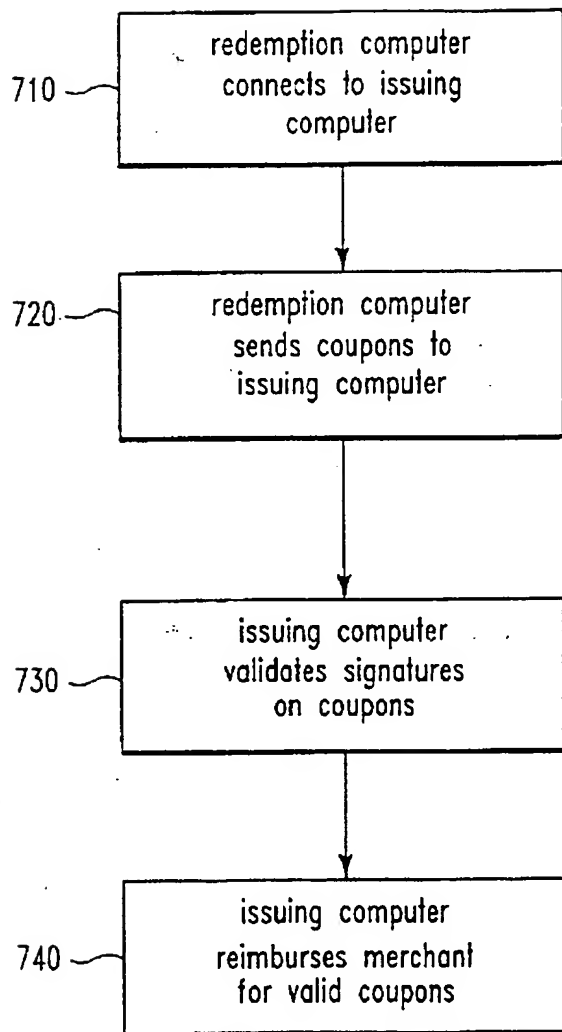 710
redemption computer
connects to issuing
computer
720
redemption computer
sends coupons to
issuing computer
730
issuing computer
validates signatures
on coupons
740
issuing computer
reimburses merchant
for valid coupons